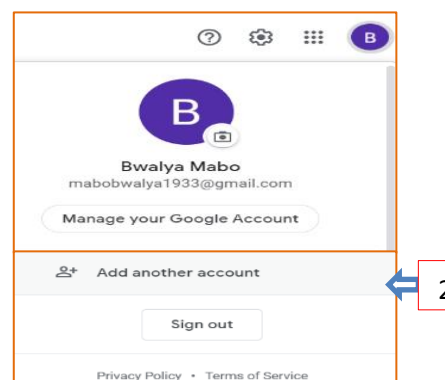 B
B
Bwalya Mabo
mabobwalya1933@gmail.com
Manage your Google Account
Add another account
2
Sign out
Privacy Policy • Terms of Service